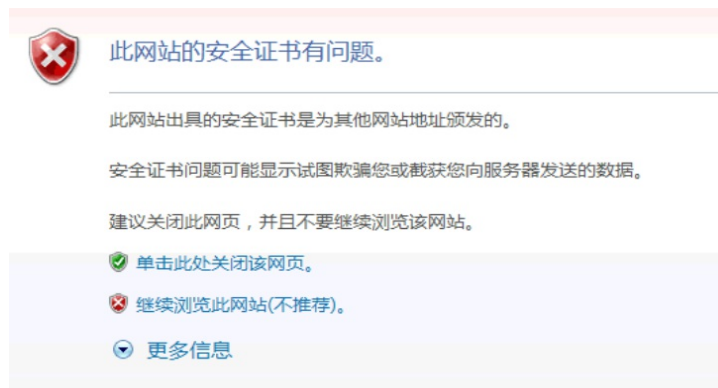 此网站的安全证书有问题。
此网站出具的安全证书是为其他网站地址颁发的。
安全证书问题可能显示试图欺骗您或截获您向服务器发送的数据。
建议关闭此网页，并且不要继续浏览该网站。
单击此处关闭该网页。
继续浏览此网站(不推荐)。
更多信息